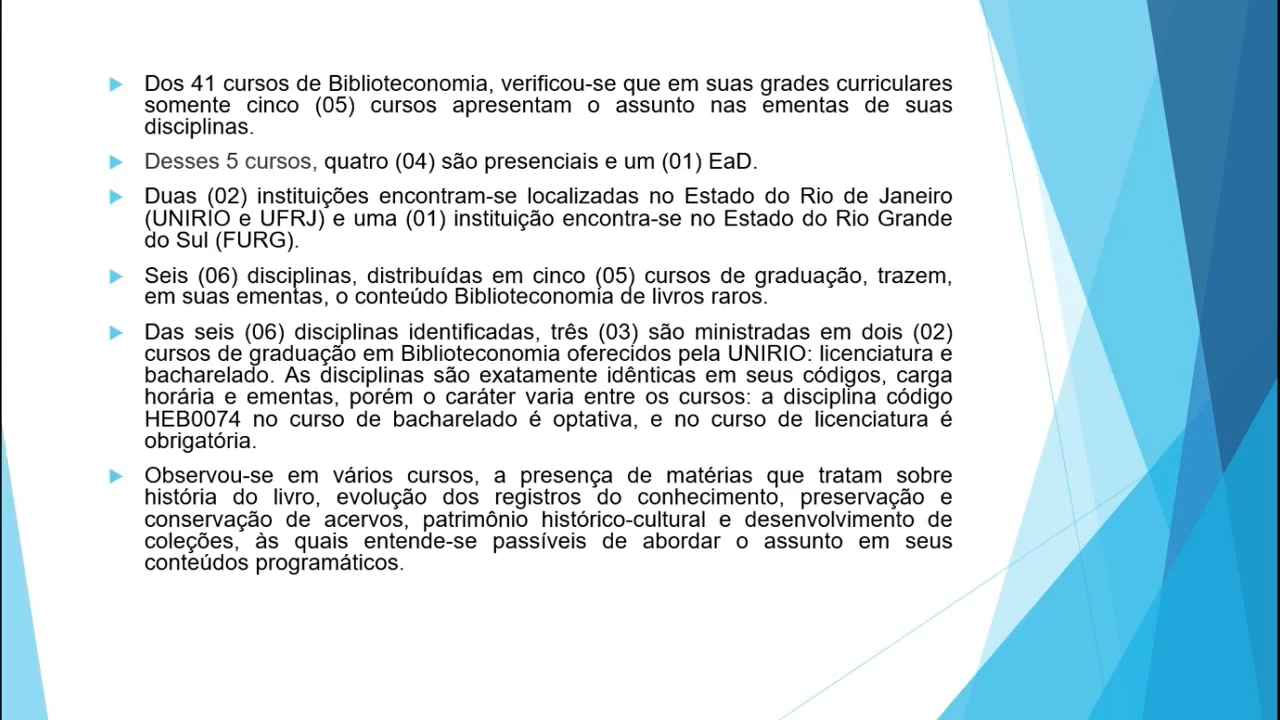 Dos 41 cursos de Biblioteconomia, verificou-se que em suas grades curriculares
somente cinco (05) cursos apresentam o assunto nas ementas de suas
disciplinas.
Desses 5 cursos, quatro (04) são presenciais e um (01) EaD.
Duas (02) instituições encontram-se localizadas no Estado do Rio de Janeiro
(UNIRIO e UFRJ) e uma (01) instituição encontra-se no Estado do Rio Grande
do Sul (FURG).
Seis (06) disciplinas, distribuídas em cinco (05) cursos de graduação, trazem,
em suas ementas, o conteúdo Biblioteconomia de livros raros.
Das seis (06) disciplinas identificadas, três (03) são ministradas em dois (02)
cursos de graduação em Biblioteconomia oferecidos pela UNIRIO: licenciatura e
bacharelado. As disciplinas são exatamente idênticas em seus códigos, carga
horária e ementas, porém o caráter varia entre os cursos: a disciplina código
HEB0074 no curso de bacharelado é optativa, e no curso de licenciatura é
obrigatória.
Observou-se em vários cursos, a presença de matérias que tratam sobre
história do livro, evolução dos registros do conhecimento, preservação e
conservação de acervos, patrimônio histórico-cultural e desenvolvimento de
coleções, às quais entende-se passíveis de abordar o assunto em seus
conteúdos programáticos.